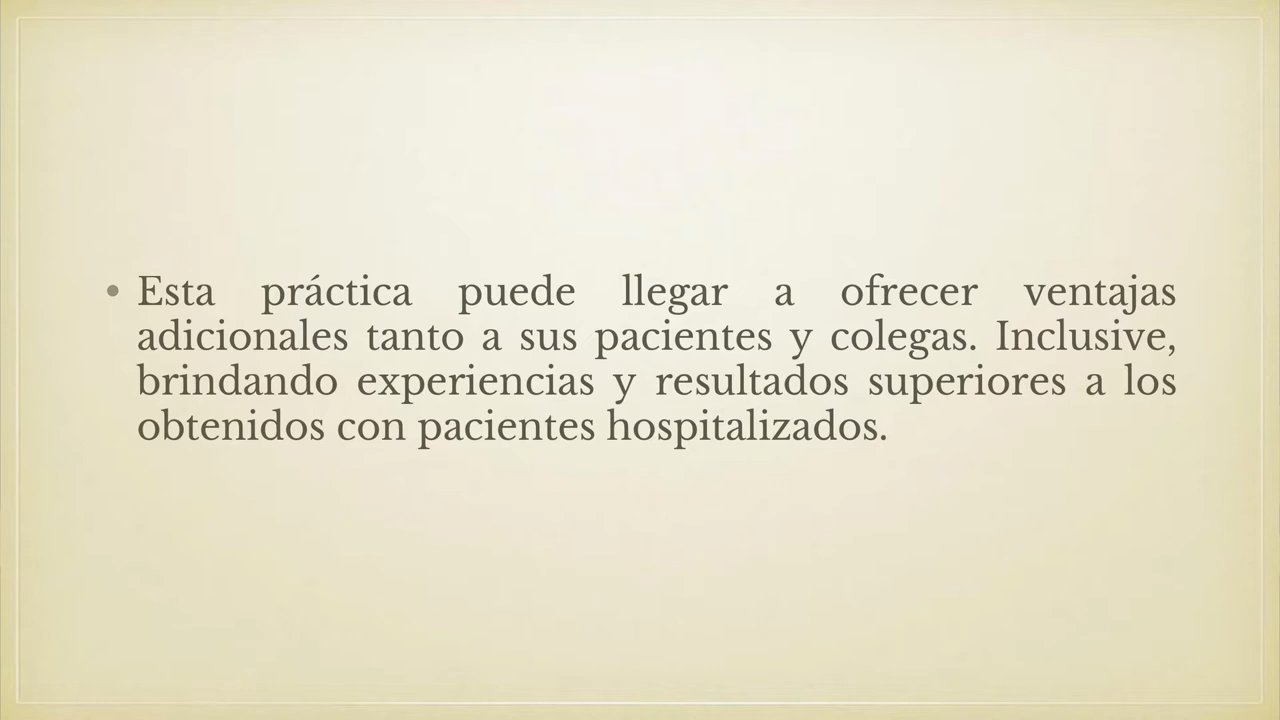 • Esta práctica puede llegar a ofrecer ventajas
adicionales tanto a sus pacientes y colegas. Inclusive,
brindando experiencias y resultados superiores a los
obtenidos con pacientes hospitalizados.